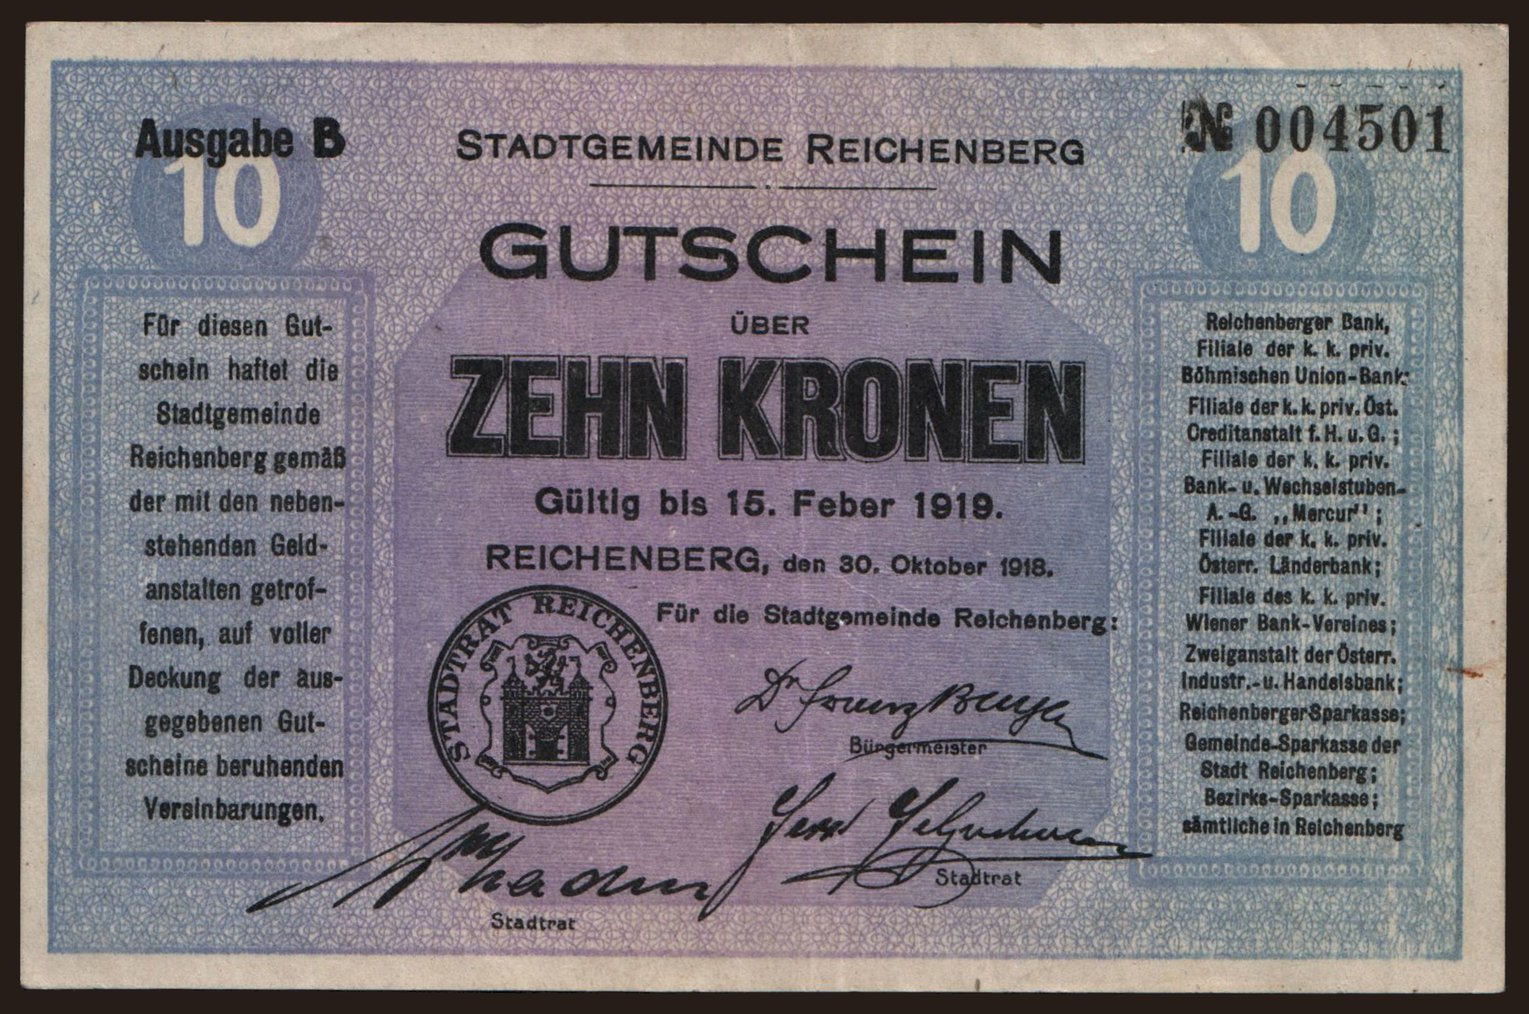 Ausgabe B
10
STADTGEMEINDE REICHENBERG
№ 004501
10
GUTSCHEIN
ÜBER
ZEHN KRONEN
Gültig bis 15. Feber 1919.
REICHENBERG, den 30. Oktober 1918.
Für die Stadtgemeinde Reichenberg:
STADTRAT REICHENBERG
Dr Franz Bayer
Bürgermeister
Stadtrat
Stadtrat
Für diesen Gut-
schein haftet die
Stadtgemeinde
Reichenberg gemäß
der mit den neben-
stehenden Geld-
anstalten getrof-
fenen, auf voller
Deckung der aus-
gegebenen Gut-
scheine beruhenden
Vereinbarungen.
Reichenberger Bank,
Filiale der k. k. priv.
Böhmischen Union-Bank;
Filiale der k. k. priv. Öst.
Creditanstalt f. H. u. G. ;
Filiale der k. k. priv.
Bank- u. Wechselstuben-
A. -G. „Mercur" ;
Filiale der k. k. priv.
Österr. Länderbank;
Filiale des k. k. priv.
Wiener Bank-Vereines;
Zweiganstalt der Österr.
Industr.- u. Handelsbank;
Reichenberger Sparkasse;
Gemeinde-Sparkasse der
Stadt Reichenberg;
Bezirks-Sparkasse;
sämtliche in Reichenberg